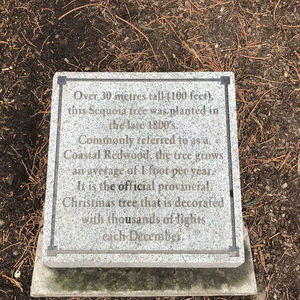 Over 30 metres tall (100 feet),
this Sequoia tree was planted in
the late 1800's.
Commonly referred to as a
Coastal Redwood, the tree grows
an average of 1 foot per year.
It is the official provincial
Christmas tree that is decorated
with thousands of lights
each December.